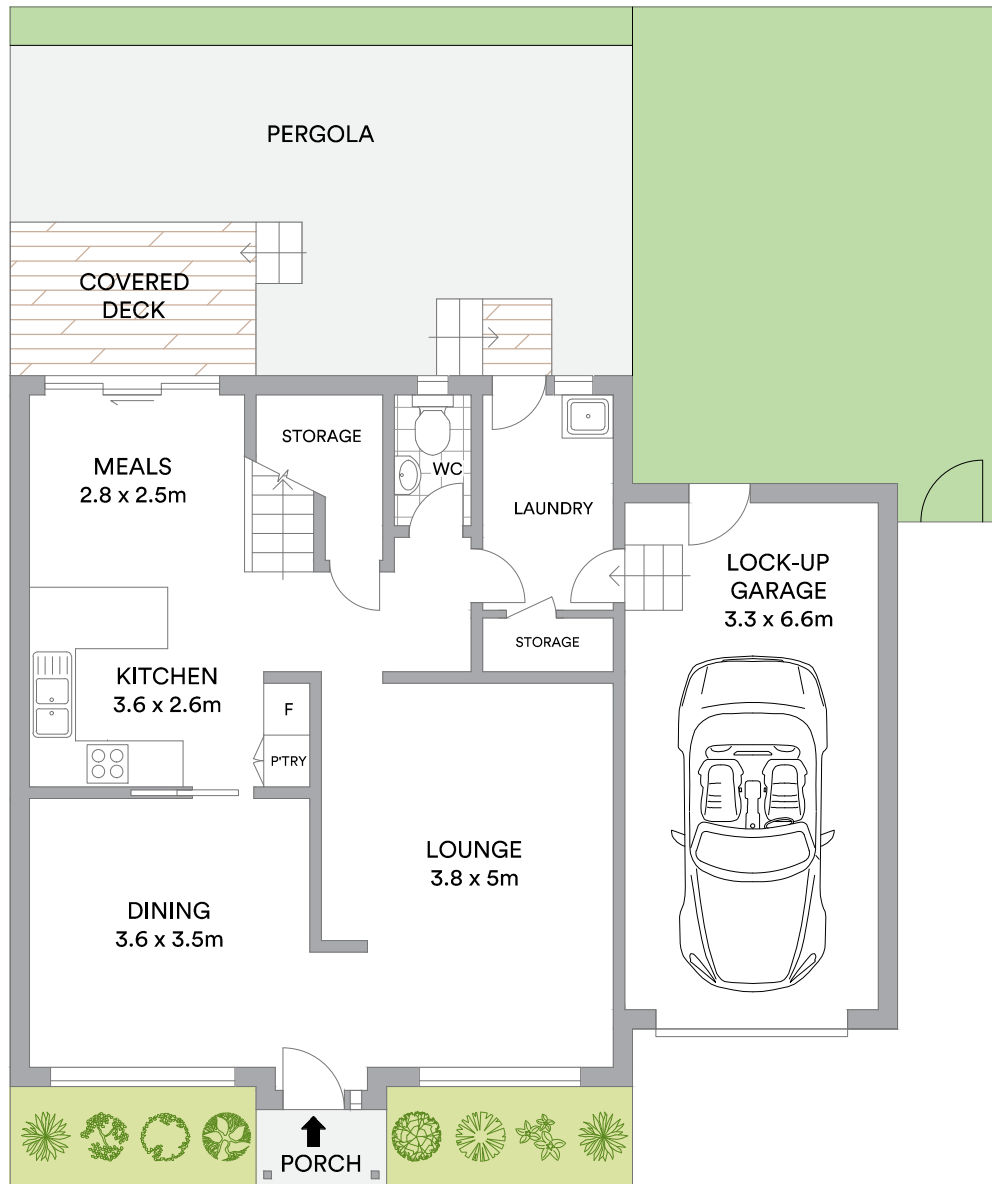 PERGOLA
COVERED
DECK
STORAGE
MEALS
2.8 x 2.5m
WC
LAUNDRY
LOCK-UP
GARAGE
3.3 x 6.6m
STORAGE
KITCHEN
3.6 x 2.6m
F
P'TRY
LOUNGE
3.8 x 5m
DINING
3.6 x 3.5m
PORCH